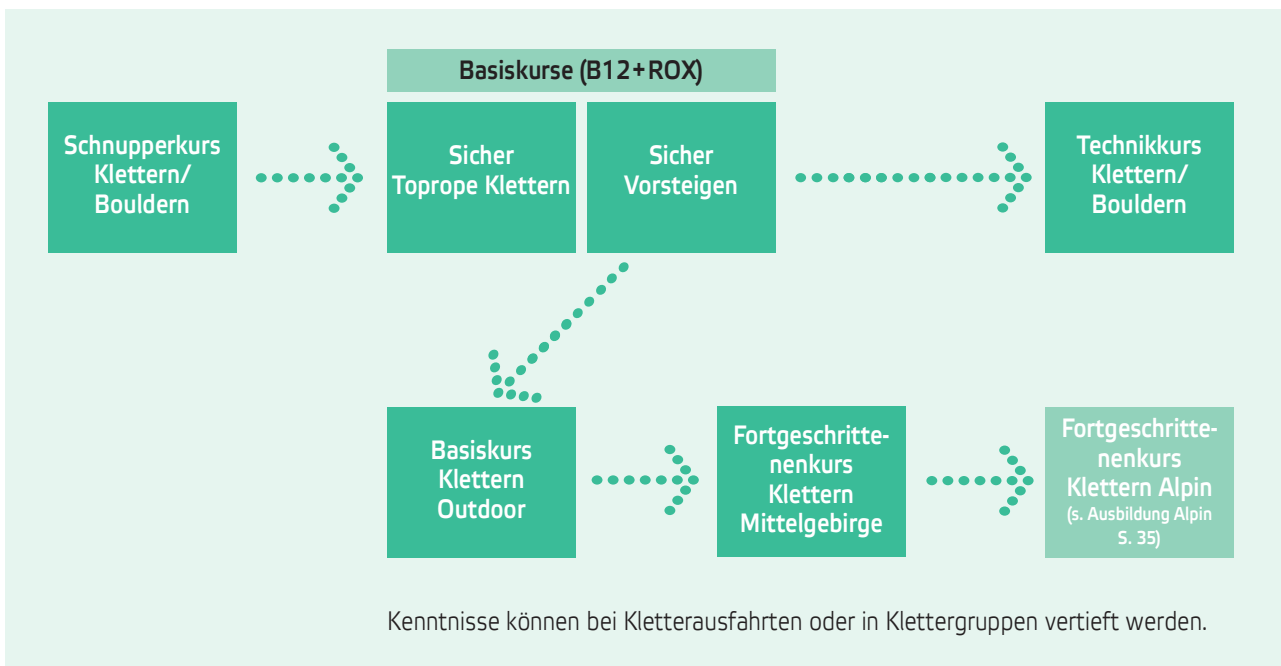 Basiskurse (B12+ROX)
Schnupperkurs
Klettern/
Bouldern
Sicher
Toprope Klettern
Sicher
Vorsteigen
Technikkurs
Klettern/
Bouldern
Basiskurs
Klettern
Outdoor
Fortgeschritte-
nenkurs
Klettern
Mittelgebirge
Fortgeschritte-
nenkurs
Klettern Alpin
(s. Ausbildung Alpin
S. 35)
Kenntnisse können bei Kletterausfahrten oder in Klettergruppen vertieft werden.